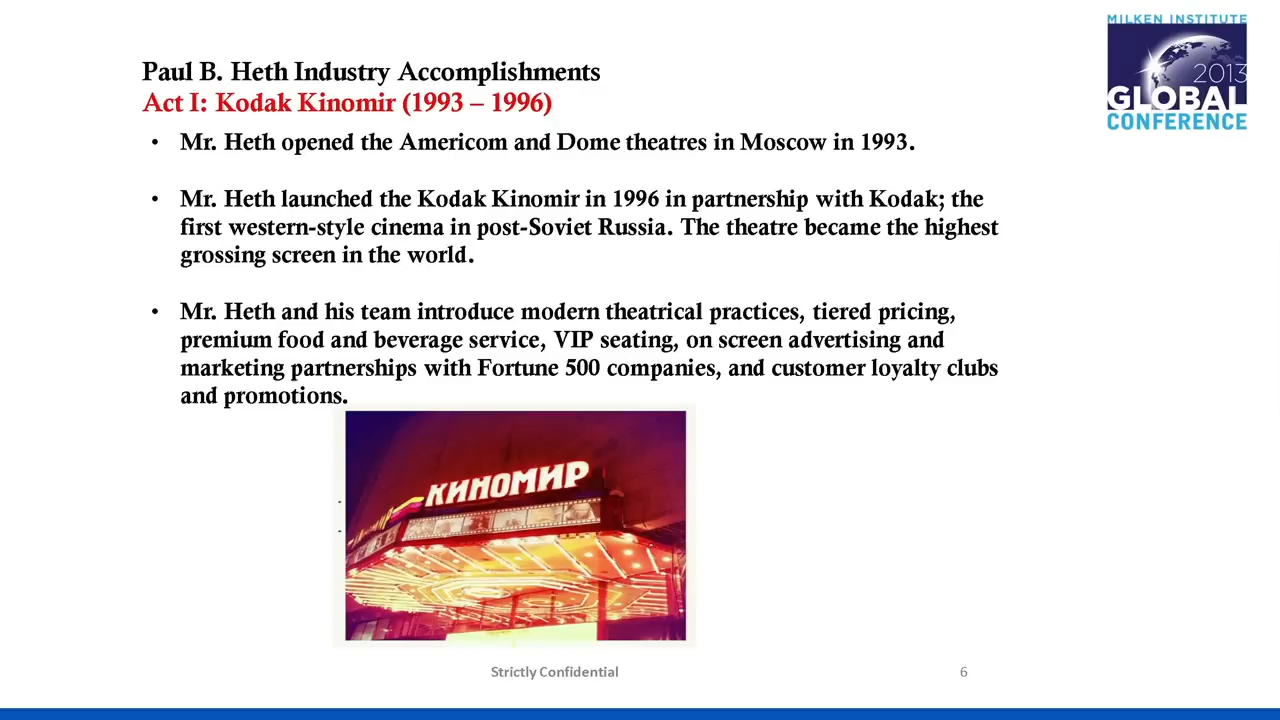 MILKEN INSTITUTE
2013
GLOBAL
CONFERENCE
Paul B. Heth Industry Accomplishments
Act I: Kodak Kinomir (1993 – 1996)
• Mr. Heth opened the Americom and Dome theatres in Moscow in 1993.
• Mr. Heth launched the Kodak Kinomir in 1996 in partnership with Kodak; the
first western-style cinema in post-Soviet Russia. The theatre became the highest
grossing screen in the world.
• Mr. Heth and his team introduce modern theatrical practices, tiered pricing,
premium food and beverage service, VIP seating, on screen advertising and
marketing partnerships with Fortune 500 companies, and customer loyalty clubs
and promotions.
КИНОМИР
Strictly Confidential
6